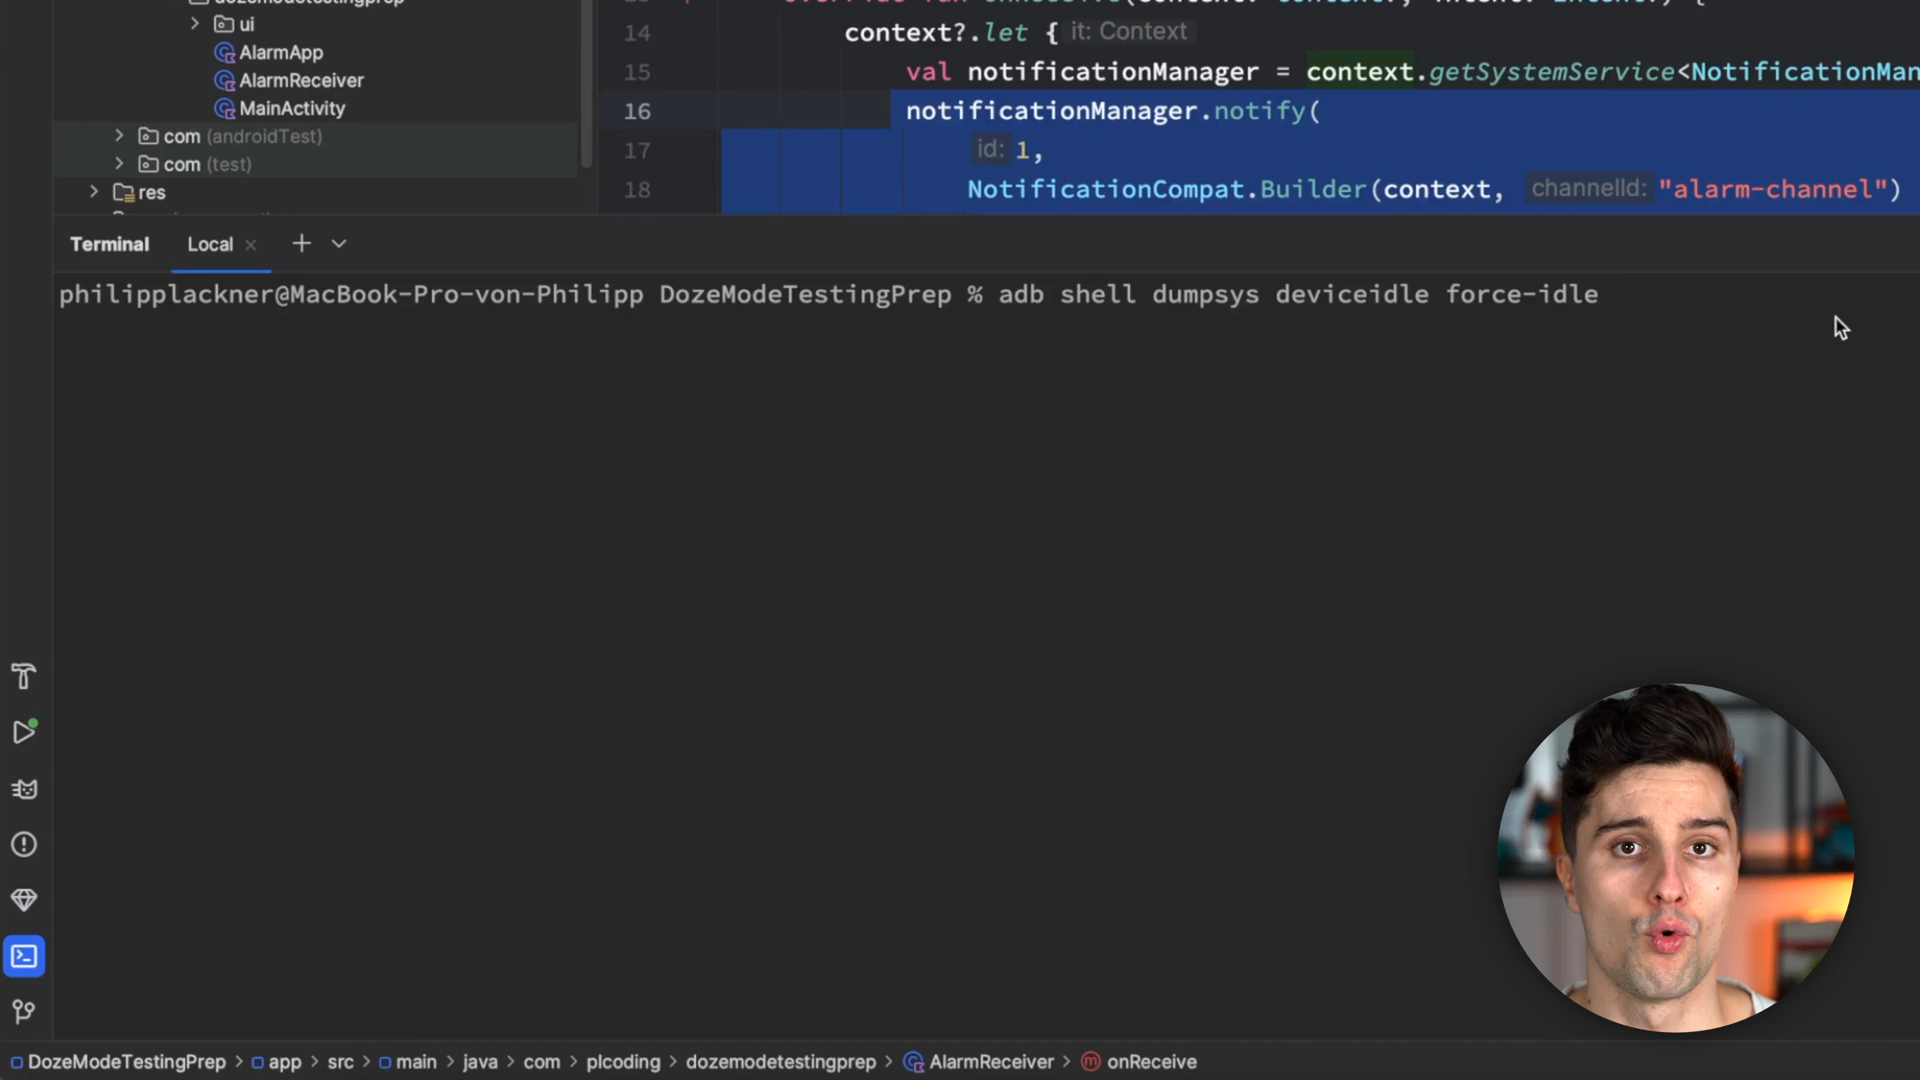 dozemodetestingprep
ui
AlarmApp
AlarmReceiver
MainActivity
com (androidTest)
com (test)
res
14 context?.let { it: Context
15 val notificationManager = context.getSystemService<NotificationMan
16 notificationManager.notify(
17 id: 1,
18 NotificationCompat.Builder(context, channelId: "alarm-channel")
Terminal Local
philipplackner@MacBook-Pro-von-Philipp DozeModeTestingPrep % adb shell dumpsys deviceidle force-idle
DozeModeTestingPrep > app > src > main > java > com > plcoding > dozemodetestingprep > AlarmReceiver > onReceive